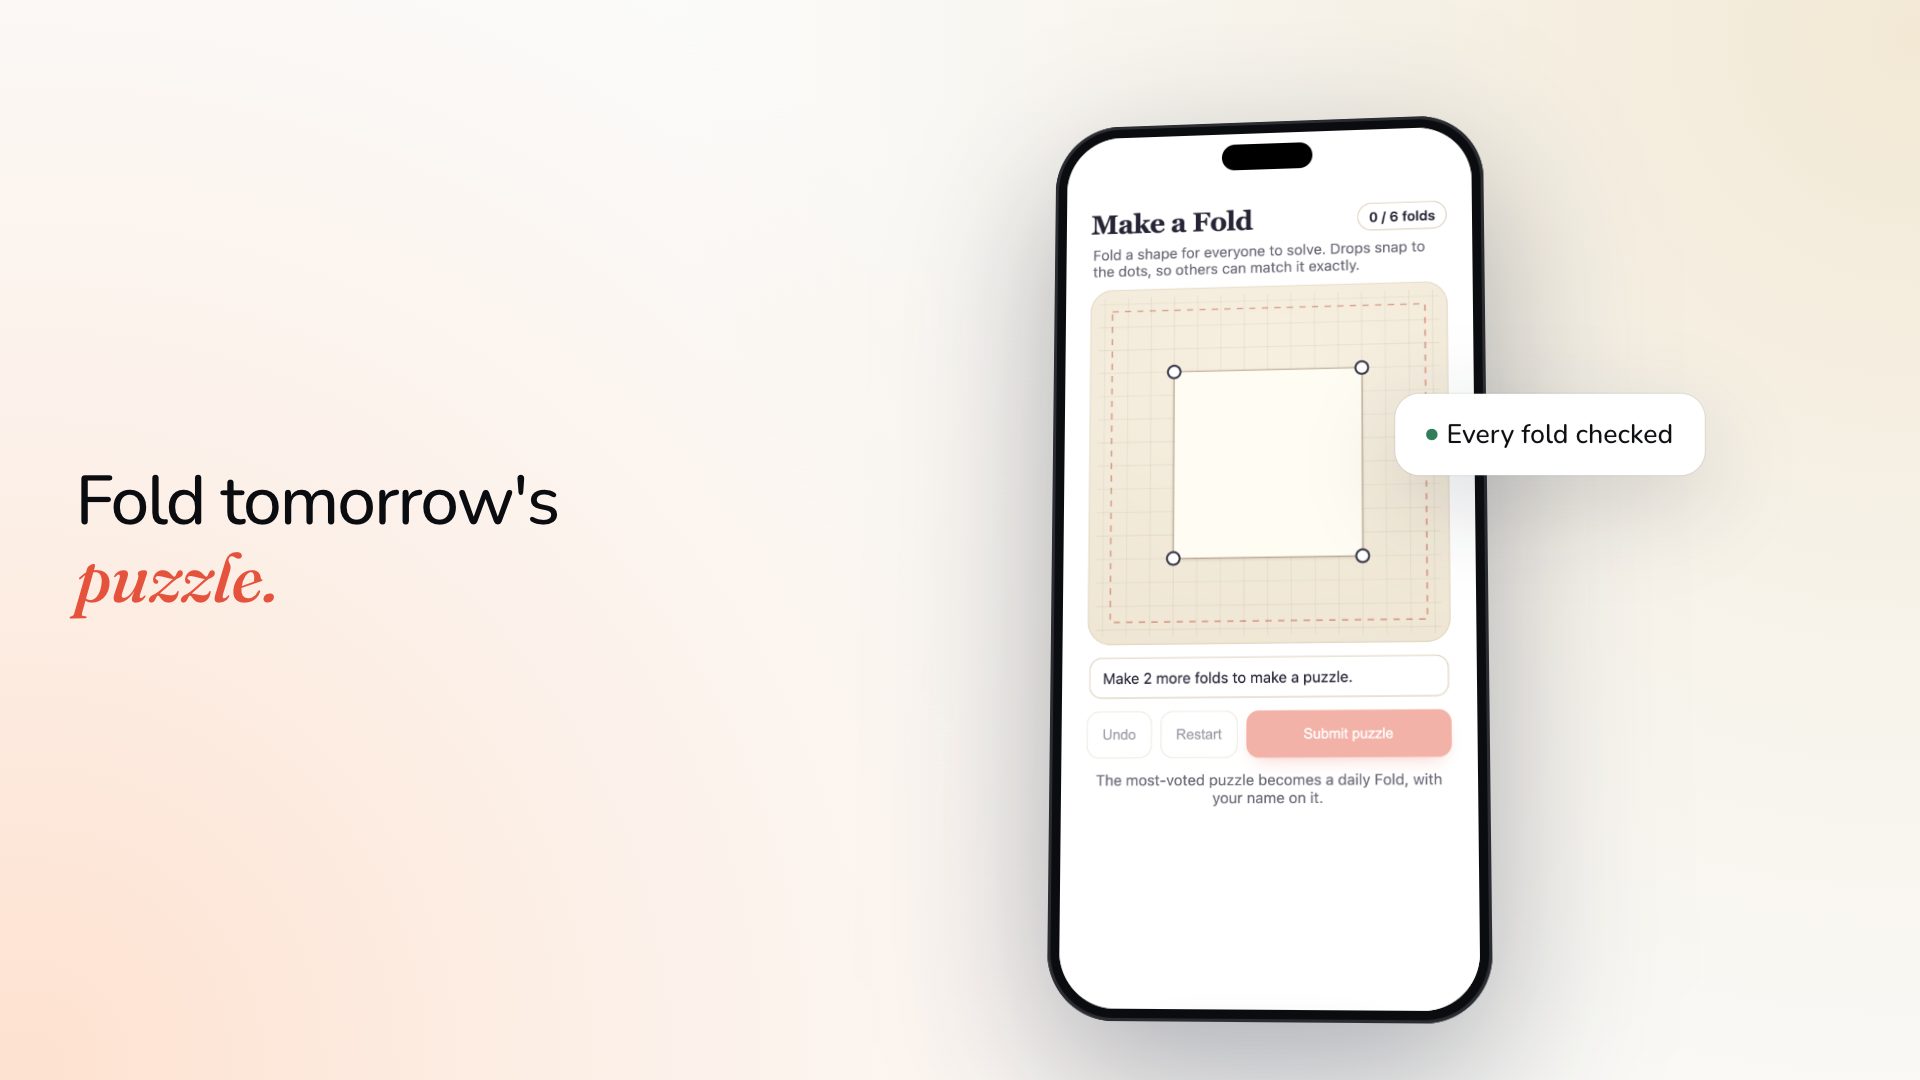 Fold tomorrow's
puzzle.
Make a Fold
0 / 6 folds
Fold a shape for everyone to solve. Drops snap to
the dots, so others can match it exactly.
Every fold checked
Make 2 more folds to make a puzzle.
Undo
Restart
Submit puzzle
The most-voted puzzle becomes a daily Fold, with
your name on it.